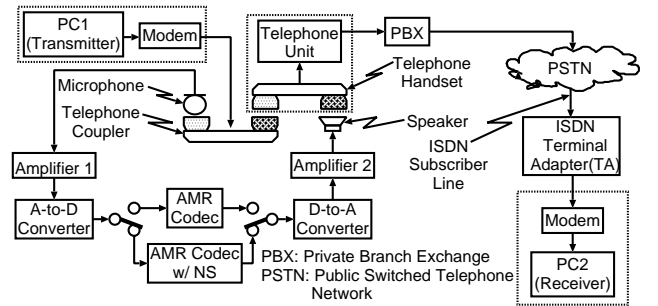 PC1
(Transmitter)
Modem
Telephone
Unit
PBX
PSTN
Microphone
Telephone
Handset
Telephone
Coupler
Speaker
ISDN
Subscriber
Line
ISDN
Terminal
Adapter(TA)
Amplifier 1
Amplifier 2
A-to-D
Converter
AMR
Codec
D-to-A
Converter
AMR Codec
w/ NS
Modem
PC2
(Receiver)
PBX: Private Branch Exchange
PSTN: Public Switched Telephone
Network